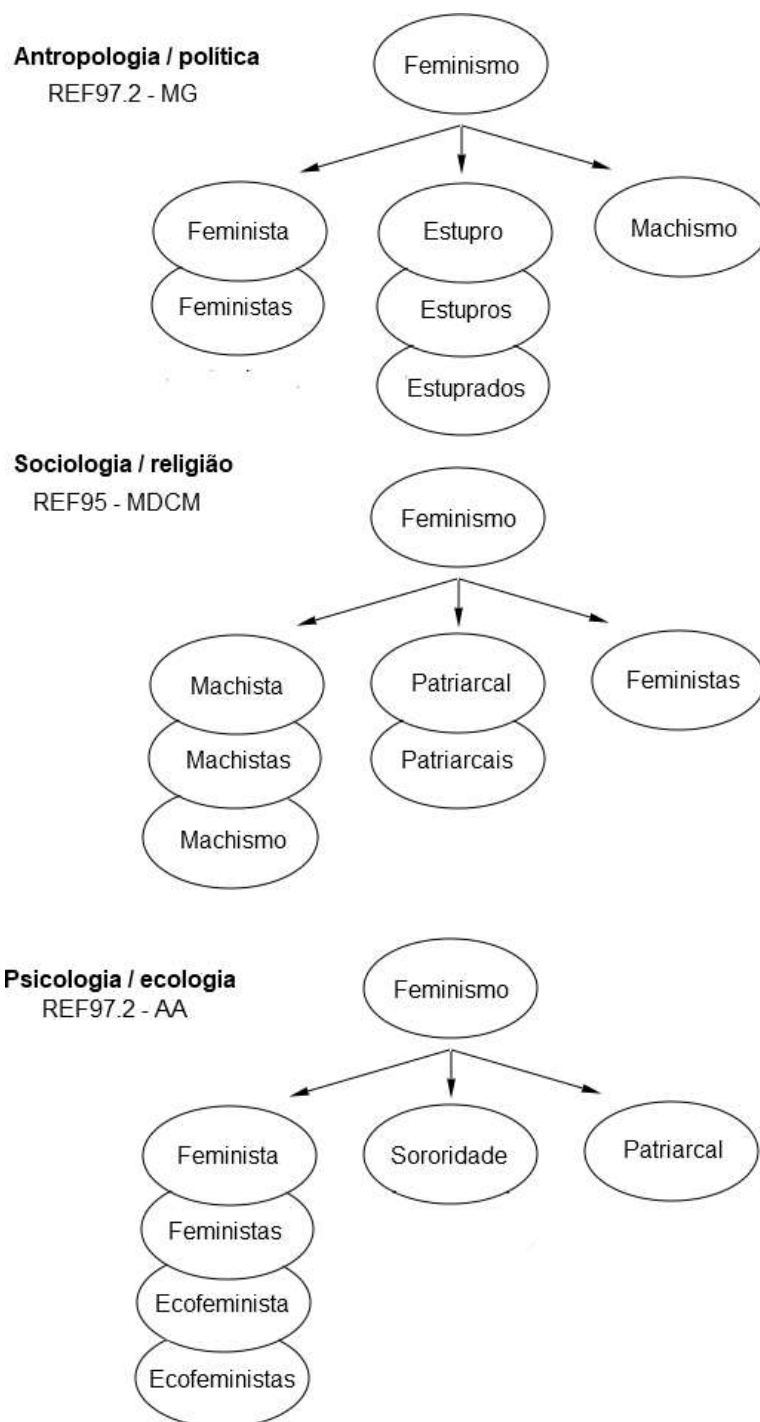 Antropologia / política
REF97.2 - MG
Feminismo
Feminista
Estupro
Machismo
Feministas
Estupros
Estuprados
Sociologia / religião
REF95 - MDCM
Feminismo
Machista
Patriarcal
Feministas
Machistas
Patriarcais
Machismo
Psicologia / ecologia
REF97.2 - AA
Feminismo
Feminista
Sororidade
Patriarcal
Feministas
Ecofeminista
Ecofeministas